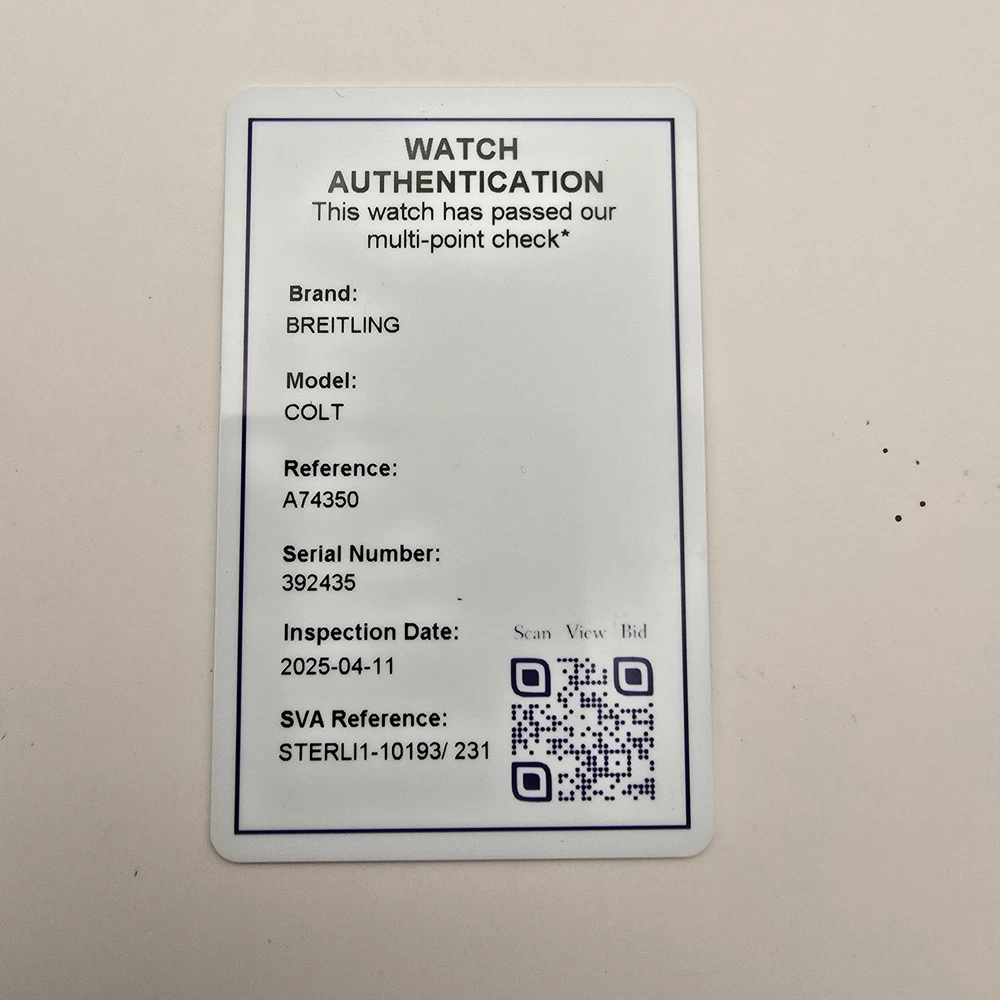 WATCH
AUTHENTICATION
This watch has passed our
multi-point check*
Brand:
BREITLING
Model:
COLT
Reference:
A74350
Serial Number:
392435
Inspection Date:
2025-04-11
Scan View Bid
SVA Reference:
STERLI1-10193/ 231